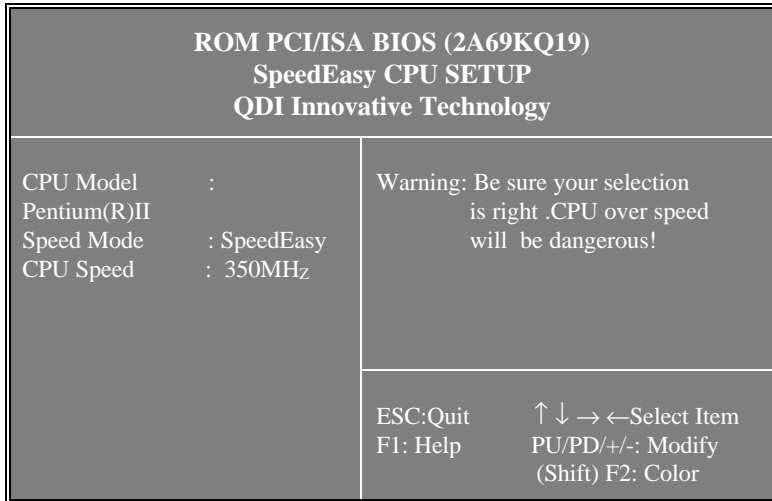 ROM PCI/ISA BIOS (2A69KQ19)
SpeedEasy CPU SETUP
QDI Innovative Technology
CPU Model :
Pentium(R)II
Speed Mode : SpeedEasy
CPU Speed : 350MHz
Warning: Be sure your selection
is right .CPU over speed
will be dangerous!
ESC:Quit ↑↓→←Select Item
F1: Help PU/PD/+/-: Modify
(Shift) F2: Color